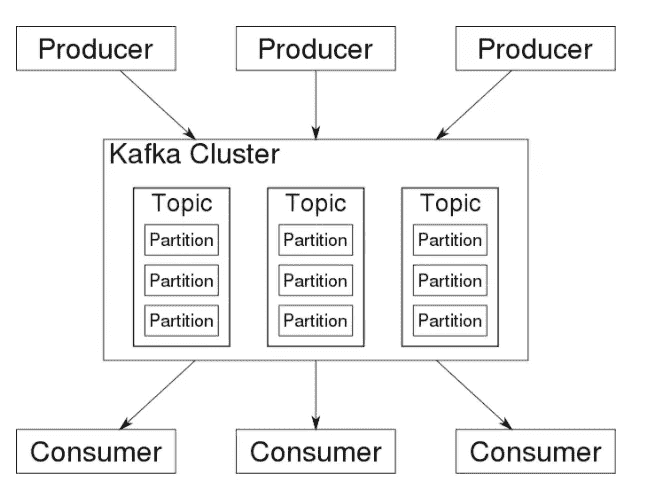 Producer Producer Producer
Kafka Cluster
Topic Topic Topic
Partition Partition Partition
Partition Partition Partition
Partition Partition Partition
Consumer Consumer Consumer